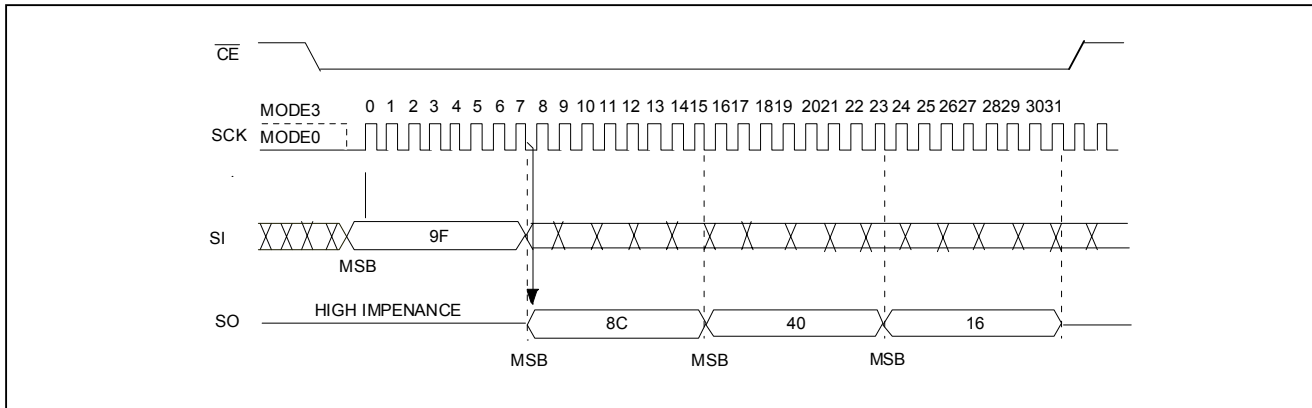 CE
MODE3
0 1 2 3 4 5 6 7 8 9 10 11 12 13 1415 1617 1819 2021 22 23 24 25 2627 2829 3031
SCK
MODE0
SI
9F
MSB
HIGH IMPENANCE
SO
8C
40
16
MSB
MSB
MSB